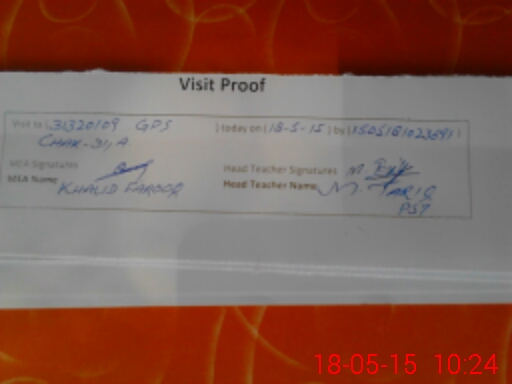 Visit Proof
Visit to (31320109 GPS ) today on (18-5-15) by (1505181023691)
CHAK-31/A
MEA Signatures Head Teacher Signatures M
MEA Name KHALID FAROOQ Head Teacher Name M TARIQ
PST
18-05-15 10:24